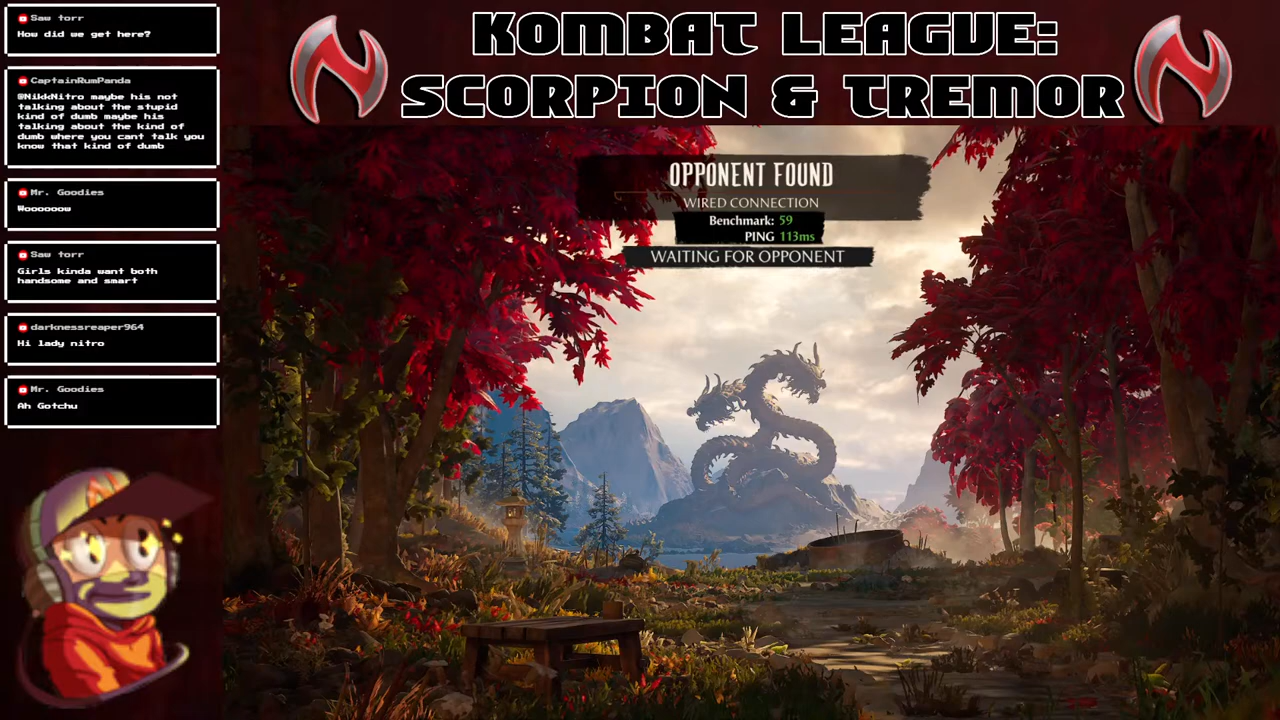 Saw torr
How did we get here?
CaptainRumPanda
@NikkNitro maybe his not
talking about the stupid
kind of dumb maybe his
talking about the kind of
dumb where you cant talk you
know that kind of dumb
Mr. Goodies
Woooooow
Saw torr
Girls kinda want both
handsome and smart
darknessreaper964
Hi lady nitro
Mr. Goodies
Ah Gotchu
KOMBAT LEAGUE:
SCORPION & TREMOR
OPPONENT FOUND
WIRED CONNECTION
Benchmark: 59
PING 113ms
WAITING FOR OPPONENT